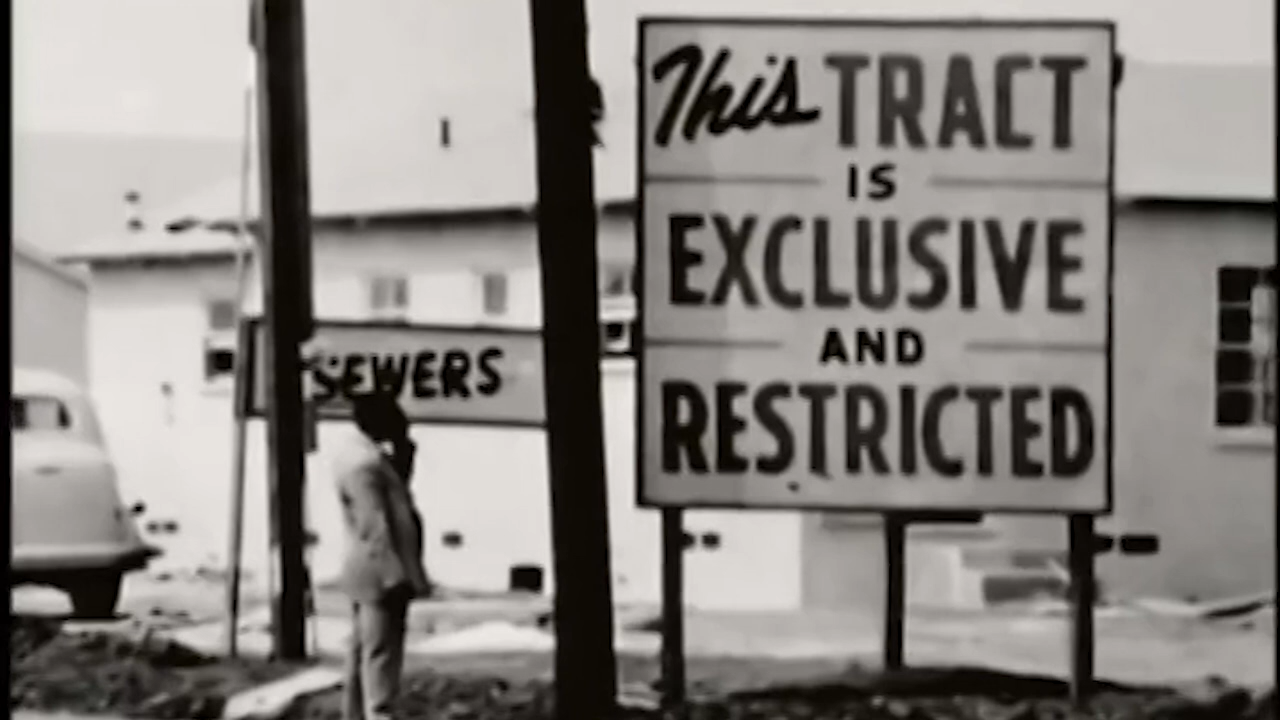 This TRACT
IS
EXCLUSIVE
AND
RESTRICTED
SEWERS